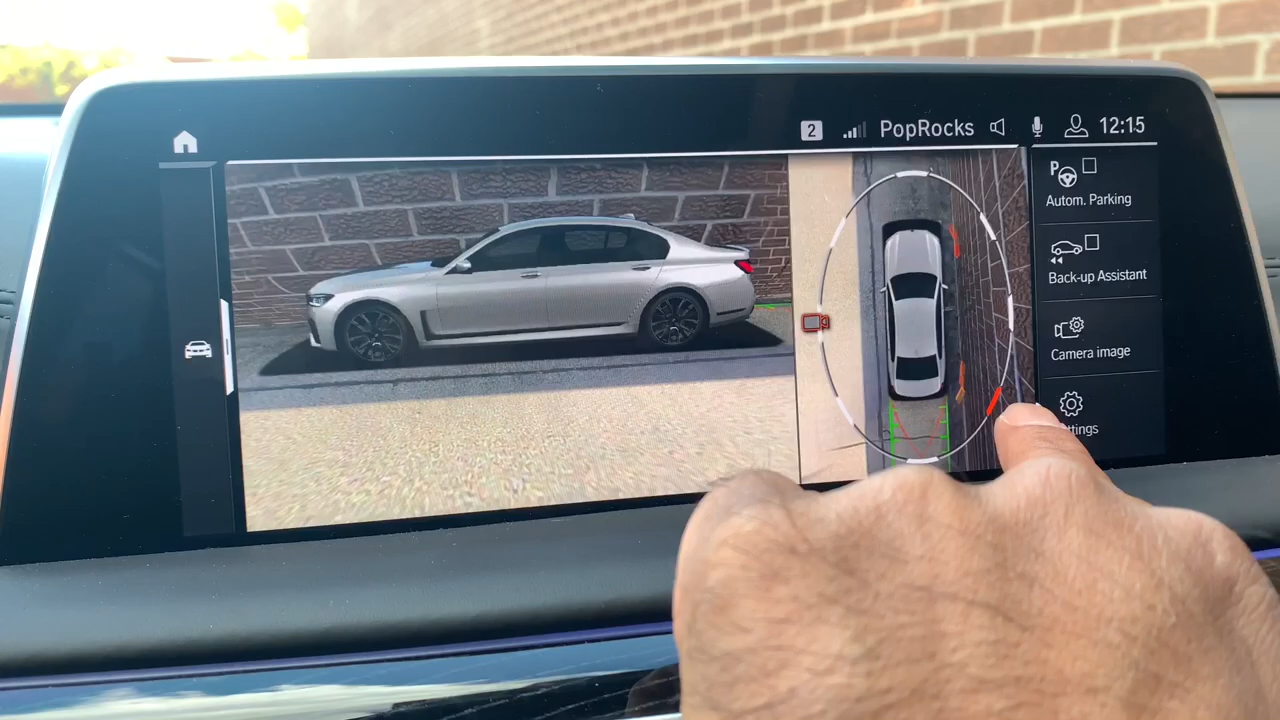 2 PopRocks 12:15
P
Autom. Parking
Back-up Assistant
Camera image
ttings